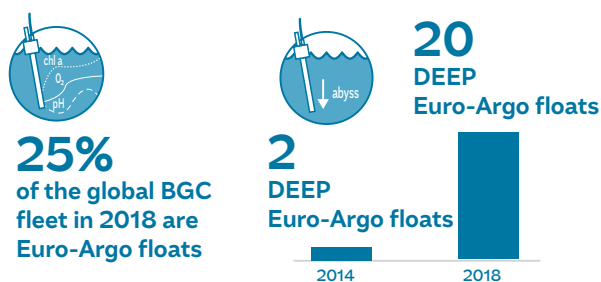 chl a
O₂
pH
25%
of the global BGC
fleet in 2018 are
Euro-Argo floats
abyss
2
DEEP
Euro-Argo floats
20
DEEP
Euro-Argo floats
2014
2018